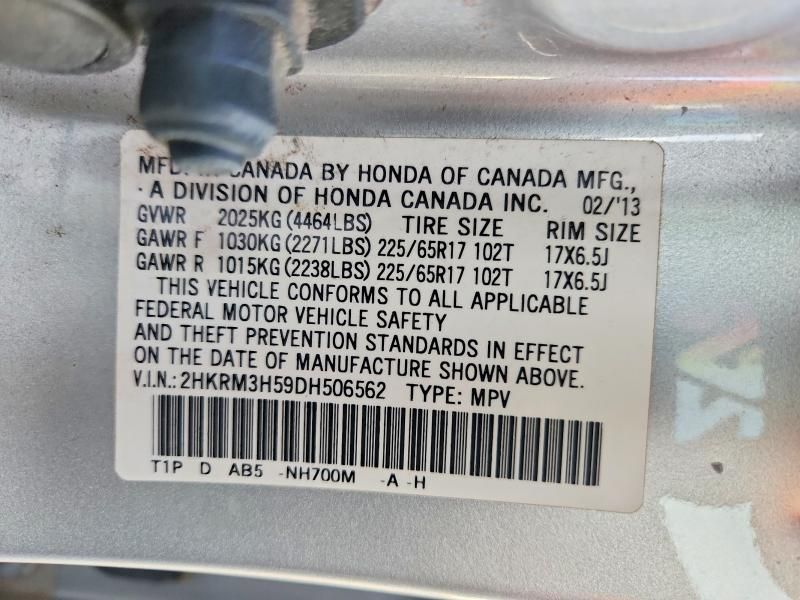 MFD. IN CANADA BY HONDA OF CANADA MFG.,
A DIVISION OF HONDA CANADA INC. 02/'13
GVWR 2025KG (4464LBS) TIRE SIZE RIM SIZE
GAWR F 1030KG (2271LBS) 225/65R17 102T 17X6.5J
GAWR R 1015KG (2238LBS) 225/65R17 102T 17X6.5J
THIS VEHICLE CONFORMS TO ALL APPLICABLE
FEDERAL MOTOR VEHICLE SAFETY
AND THEFT PREVENTION STANDARDS IN EFFECT
ON THE DATE OF MANUFACTURE SHOWN ABOVE.
V.I.N.: 2HKRM3H59DH506562 TYPE: MPV
T1P D AB5 -NH700M -A -H